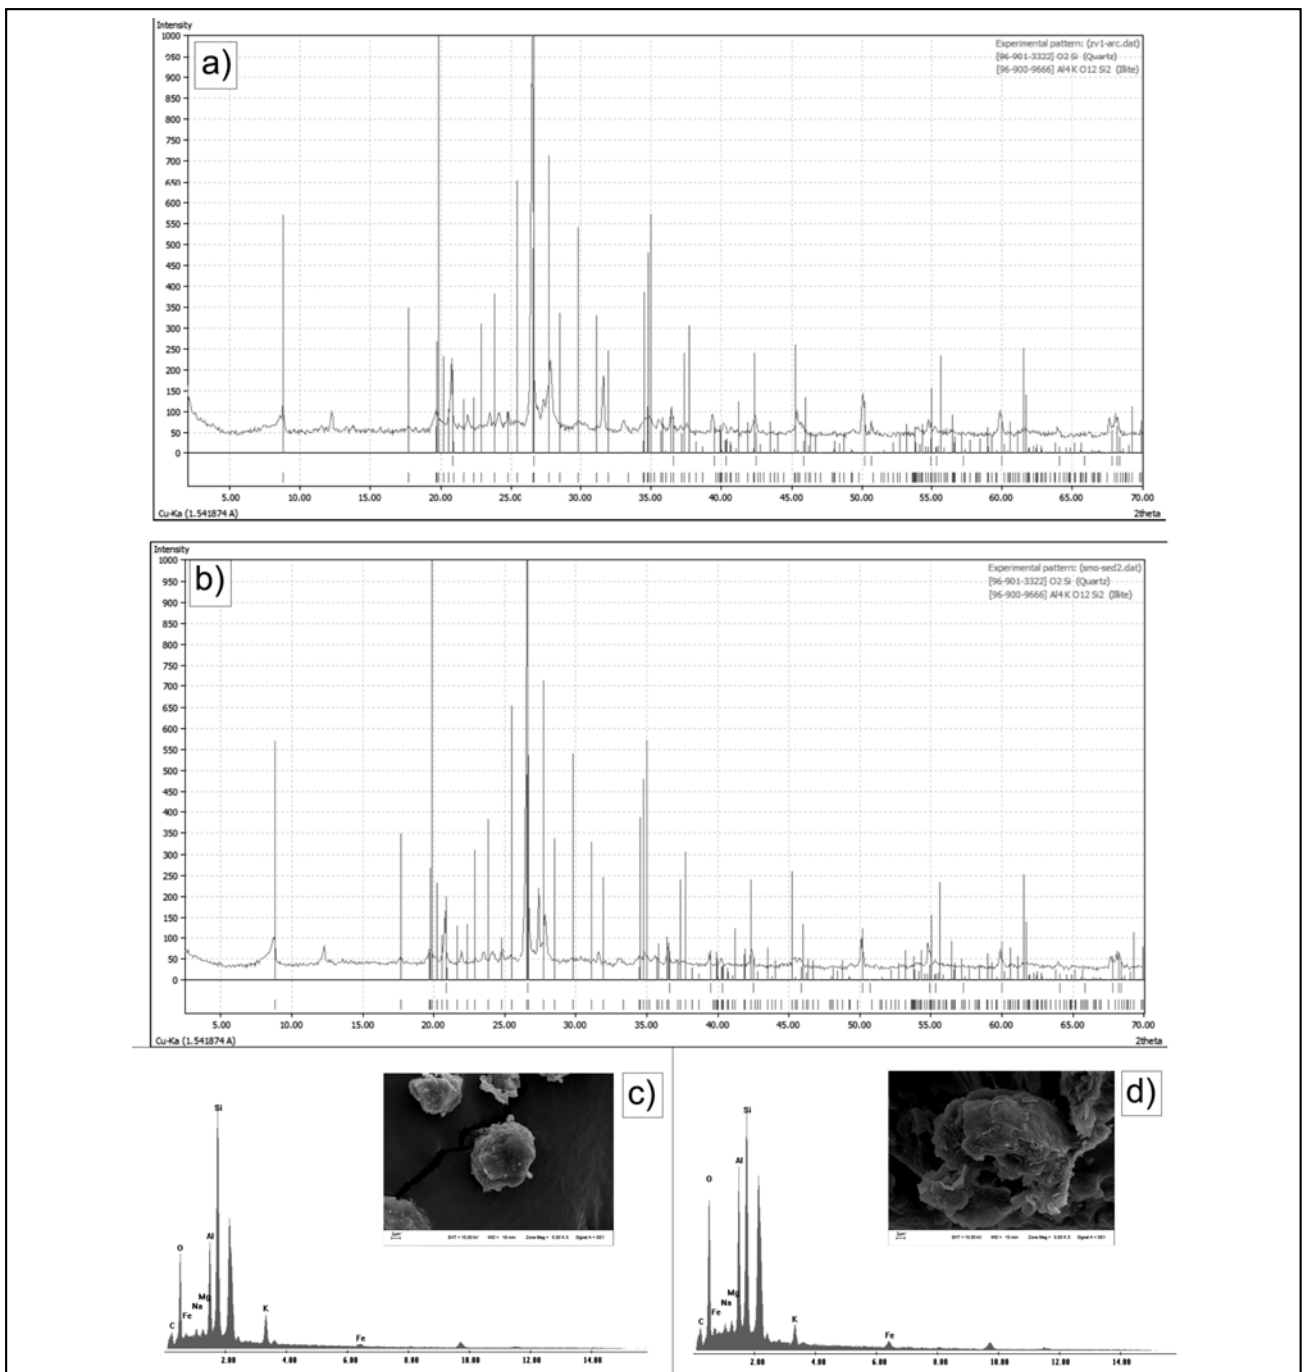 Intensity
a)
Experimental pattern: (zv1-arc.dat)
[96-901-3322] O2 Si (Quartz)
[96-900-9666] Al4 K O12 Si2 (Illite)
1000
950
900
850
800
750
700
650
600
550
500
450
400
350
300
250
200
150
100
50
0
5.00 10.00 15.00 20.00 25.00 30.00 35.00 40.00 45.00 50.00 55.00 60.00 65.00 70.00
Cu-Ka (1.541874 A) 2theta
Intensity
b)
Experimental pattern: (smo-sed2.dat)
[96-901-3322] O2 Si (Quartz)
[96-900-9666] Al4 K O12 Si2 (Illite)
1000
950
900
850
800
750
700
650
600
550
500
450
400
350
300
250
200
150
100
50
0
5.00 10.00 15.00 20.00 25.00 30.00 35.00 40.00 45.00 50.00 55.00 60.00 65.00 70.00
Cu-Ka (1.541874 A) 2theta
c)
Si
O
Al
Mg
Na
Fe
C
K
Fe
2.00 4.00 6.00 8.00 10.00 12.00 14.00
d)
Si
Al
O
Mg
Na
Fe
C
K
Fe
2.00 4.00 6.00 8.00 10.00 12.00 14.00